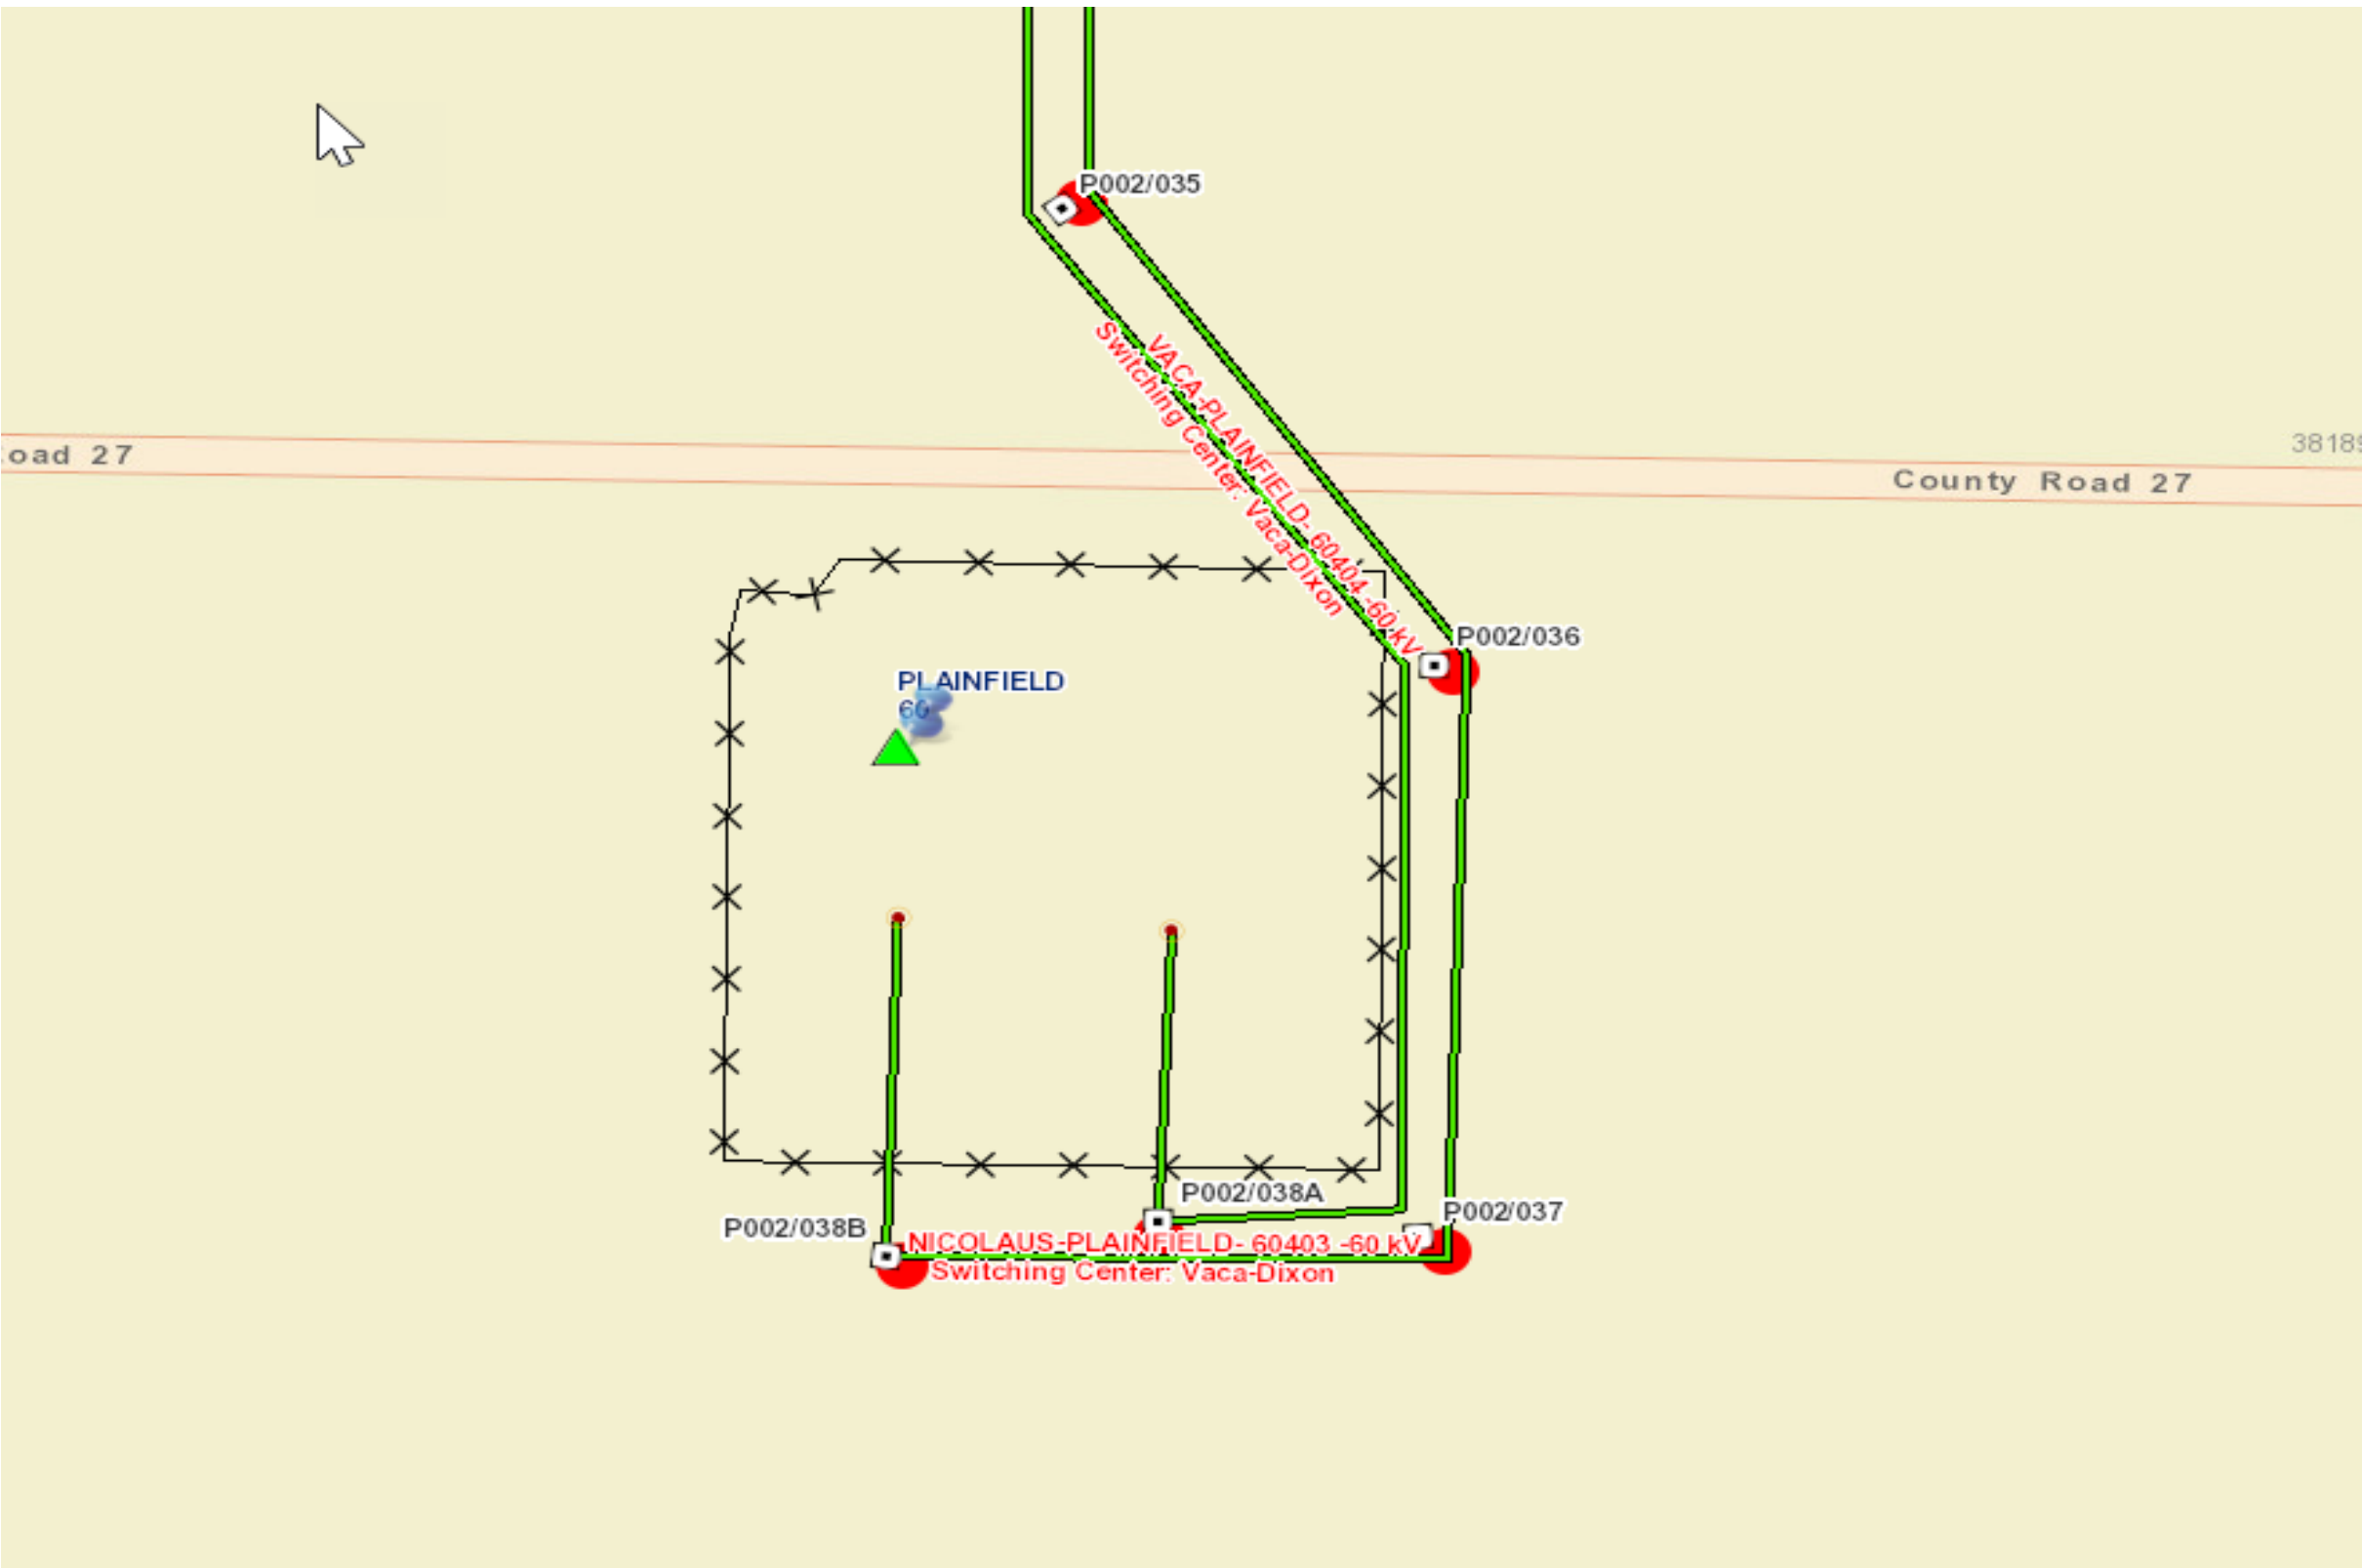 P002/035
VACA-PLAINFIELD- 60404 -60 kV
Switching Center: Vaca-Dixon
oad 27
38189
County Road 27
P002/036
PLAINFIELD
60
P002/038A
P002/037
P002/038B
NICOLAUS-PLAINFIELD- 60403 -60 kV
Switching Center: Vaca-Dixon